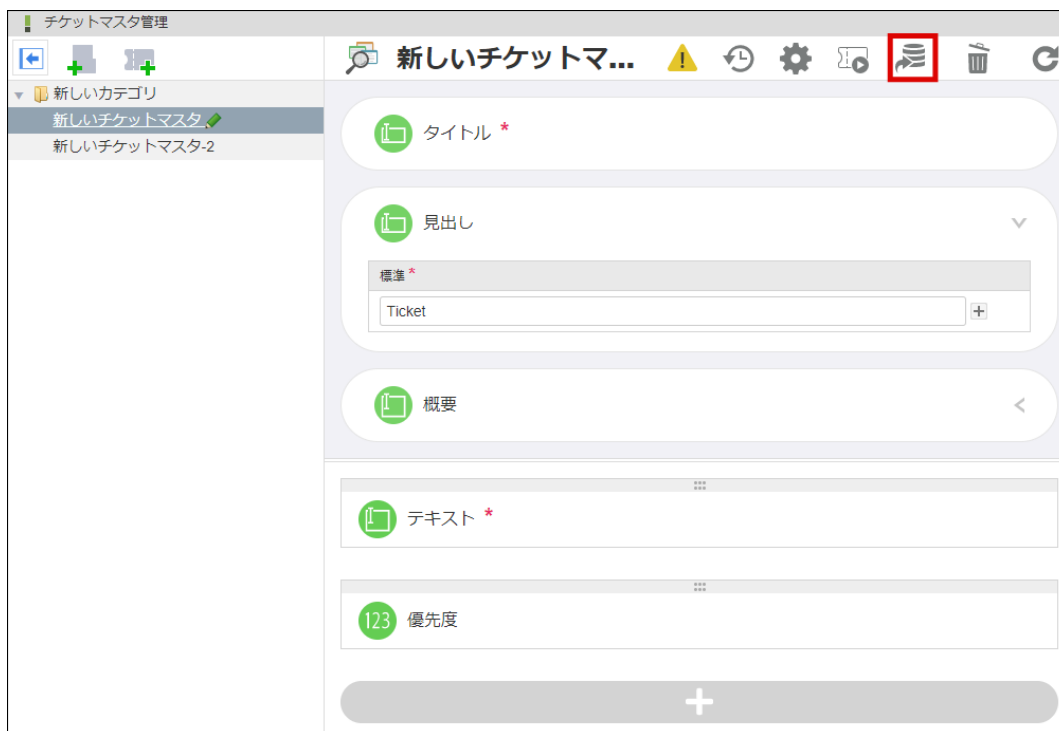 チケットマスタ管理
新しいチケットマ...
新しいカテゴリ
新しいチケットマスタ
新しいチケットマスタ-2
タイトル *
見出し
標準 *
Ticket
概要
テキスト *
123 優先度